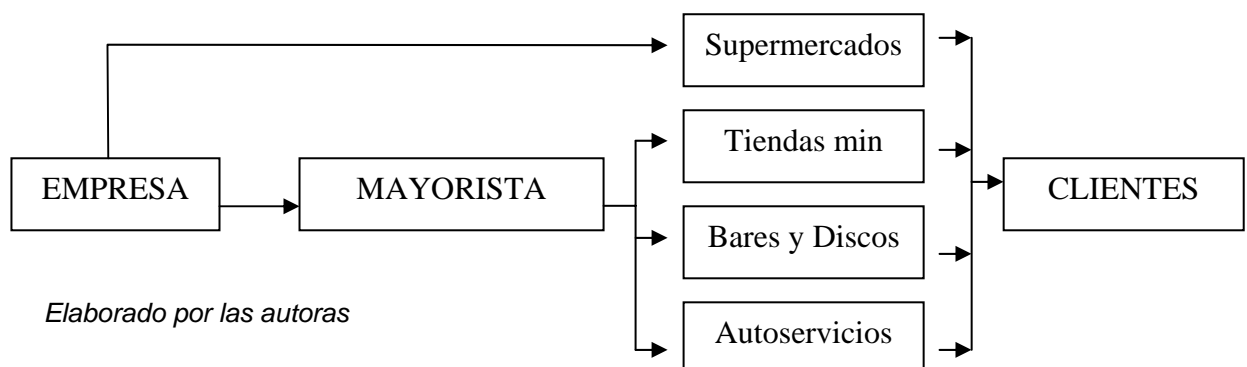 Supermercados
Tiendas min
EMPRESA
MAYORISTA
CLIENTES
Bares y Discos
Elaborado por las autoras
Autoservicios